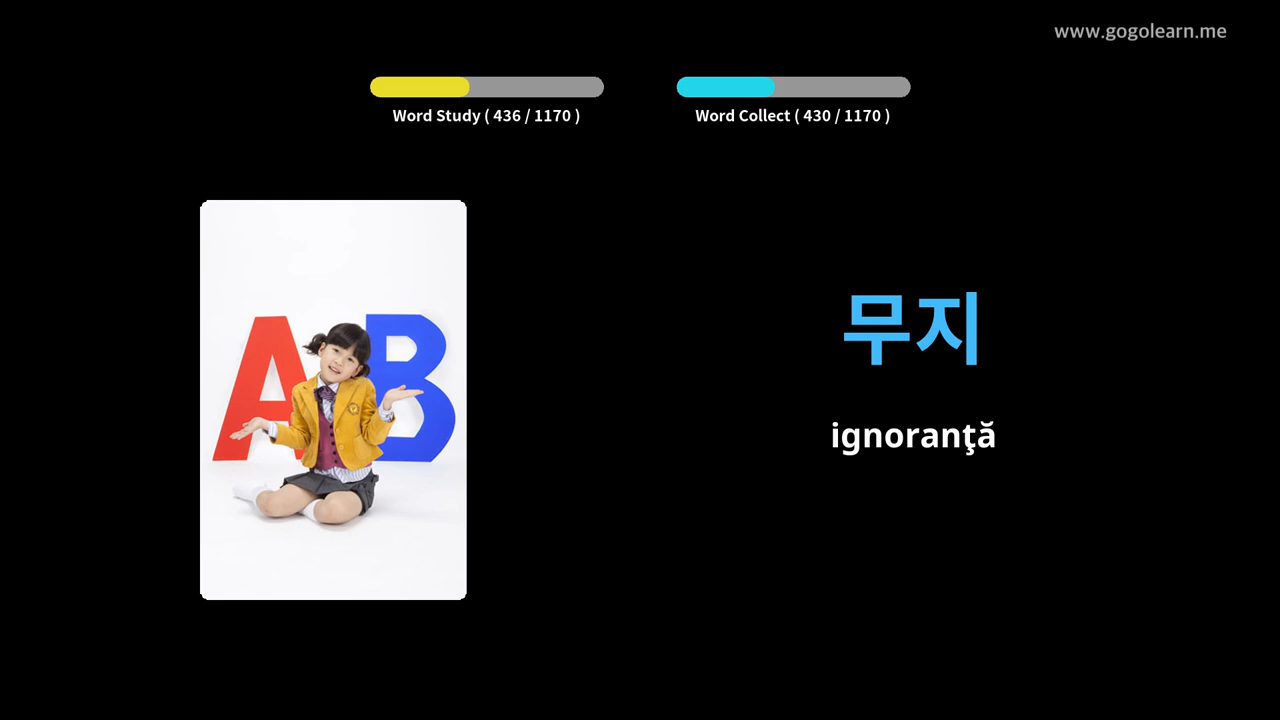 www.gogolearn.me
Word Study ( 436 / 1170 )
Word Collect ( 430 / 1170 )
A B
무지
ignoranţă